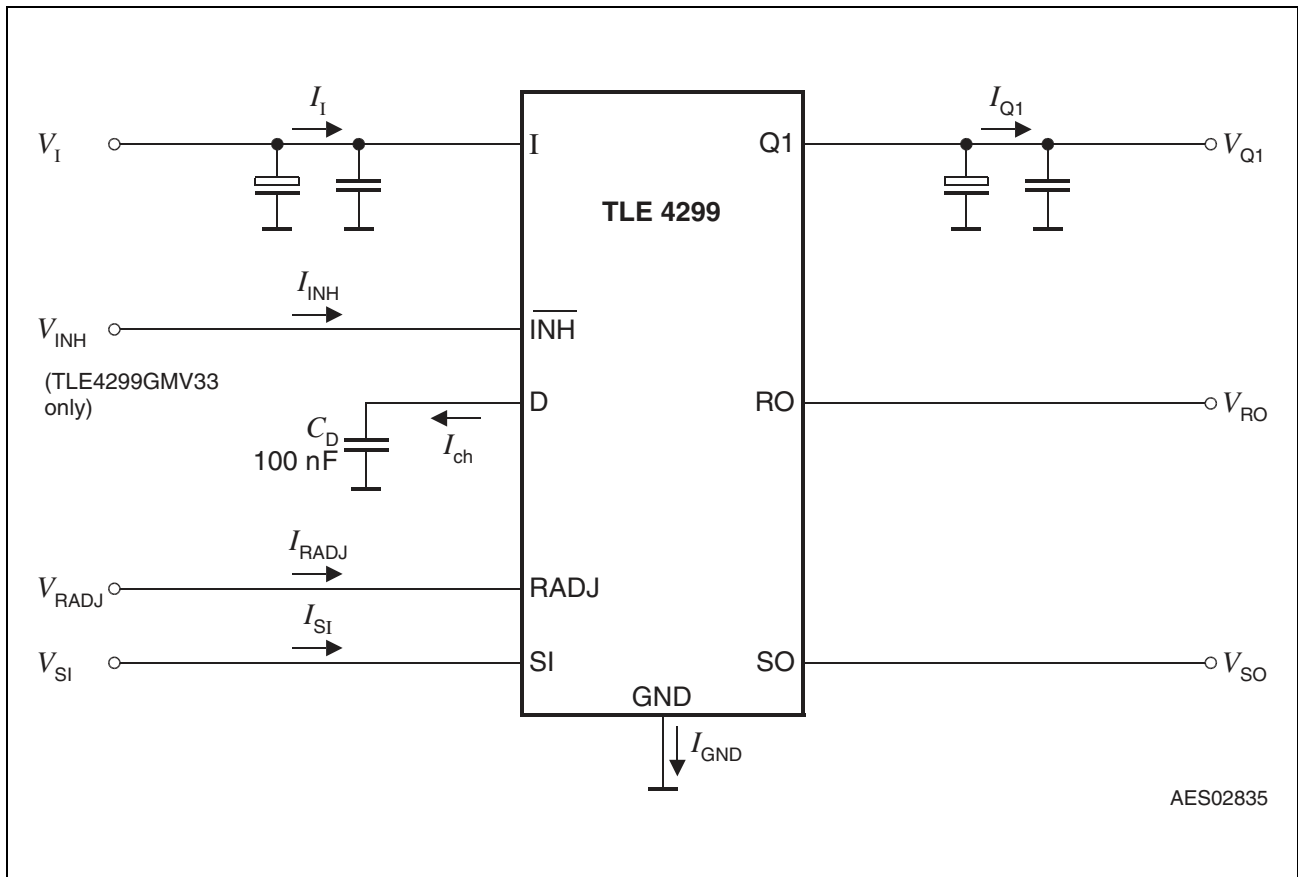 I_I
I_Q1
V_I
I
Q1
V_Q1
TLE 4299
I_INH
V_INH
INH
(TLE4299GMV33
only)
D
RO
V_RO
C_D
100 nF
I_ch
I_RADJ
V_RADJ
RADJ
I_SI
V_SI
SI
SO
V_SO
GND
I_GND
AES02835